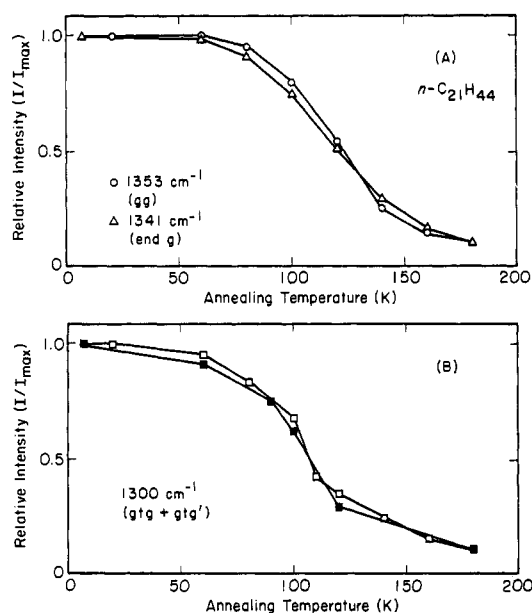 (A)
n-C21H44
Relative Intensity (I/Imax)
1.0
0.5
0
○ 1353 cm⁻¹
(gg)
△ 1341 cm⁻¹
(end g)
0 50 100 150 200
Annealing Temperature (K)
(B)
Relative Intensity (I/Imax)
1.0
0.5
0
1300 cm⁻¹
(gtg + gtg')
0 50 100 150 200
Annealing Temperature (K)